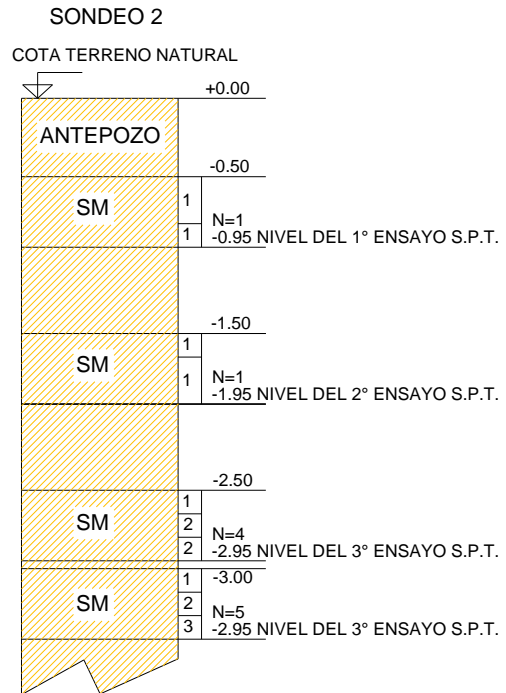 SONDEO 2
COTA TERRENO NATURAL
+0.00
ANTEPOZO
-0.50
SM
1
N=1
1
-0.95 NIVEL DEL 1° ENSAYO S.P.T.
-1.50
1
SM
1
N=1
-1.95 NIVEL DEL 2° ENSAYO S.P.T.
-2.50
1
SM
2
N=4
2
-2.95 NIVEL DEL 3° ENSAYO S.P.T.
1
-3.00
SM
2
N=5
3
-2.95 NIVEL DEL 3° ENSAYO S.P.T.